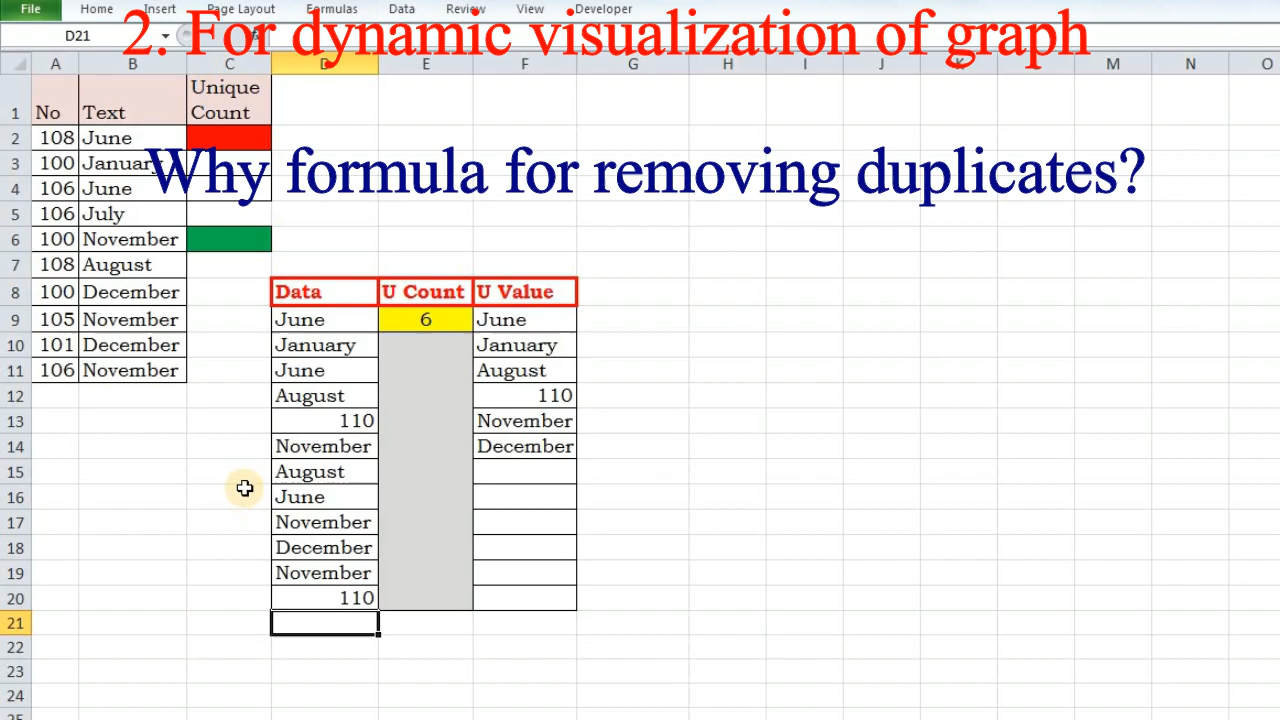 File Home Insert Page Layout Formulas Data Review View Developer
2. For dynamic visualization of graph
D21
A B C D E F G H I J K L M N O
Unique
1 No Text Count
2 108 June
3 100 January
Why formula for removing duplicates?
4 106 June
5 106 July
6 100 November
7 108 August
8 100 December Data U Count U Value
9 105 November June 6 June
10 101 December January January
11 106 November June August
12 August 110
13 110 November
14 November December
15 August
16 June
17 November
18 December
19 November
20 110
21
22
23
24
25